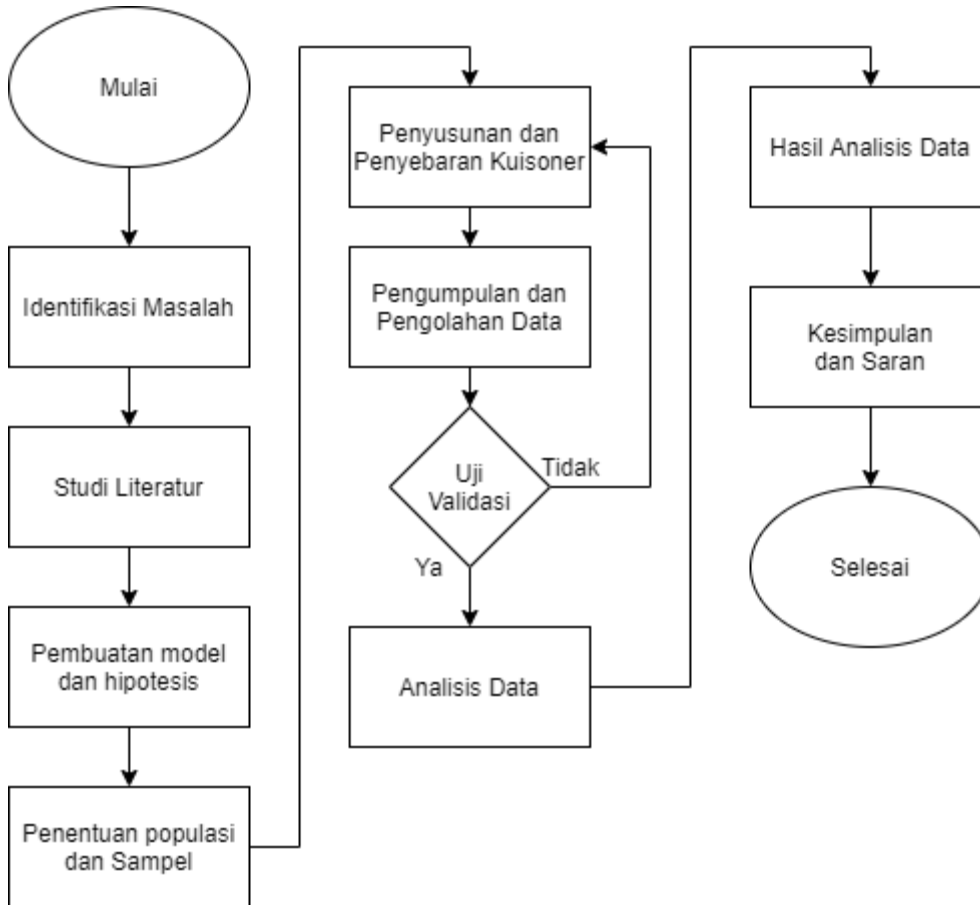 Mulai
Identifikasi Masalah
Studi Literatur
Pembuatan model
dan hipotesis
Penentuan populasi
dan Sampel
Penyusunan dan
Penyebaran Kuisoner
Pengumpulan dan
Pengolahan Data
Uji
Validasi
Tidak
Ya
Analisis Data
Hasil Analisis Data
Kesimpulan
dan Saran
Selesai